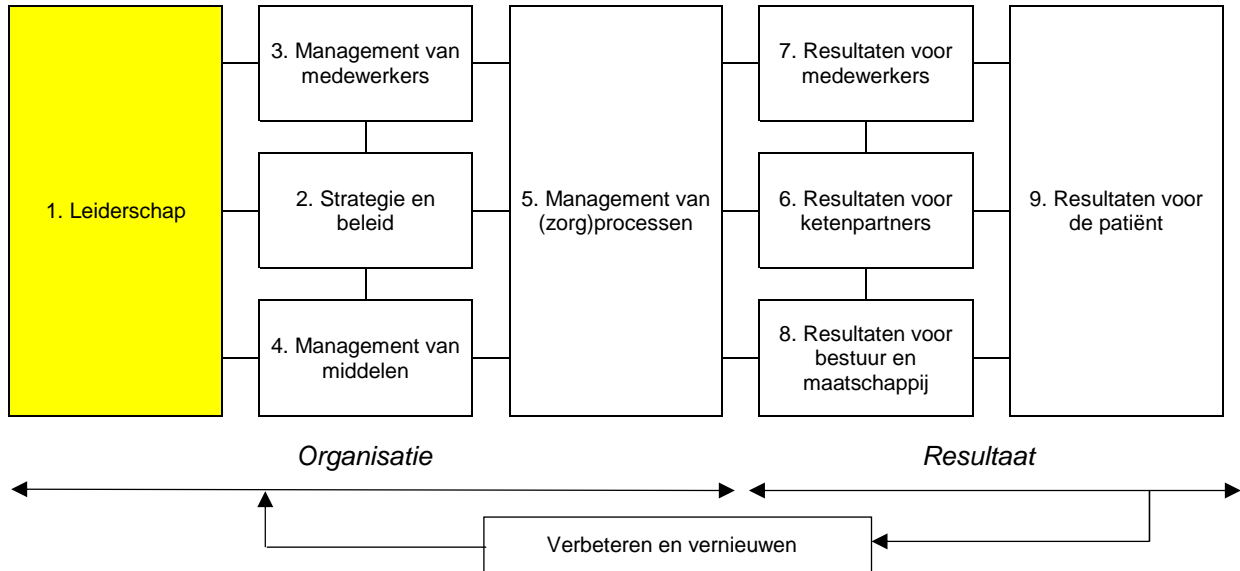 1. Leiderschap
3. Management van
medewerkers
2. Strategie en
beleid
4. Management van
middelen
5. Management van
(zorg)processen
7. Resultaten voor
medewerkers
6. Resultaten voor
ketenpartners
8. Resultaten voor
bestuur en
maatschappij
9. Resultaten voor
de patiënt
Organisatie
Resultaat
Verbeteren en vernieuwen